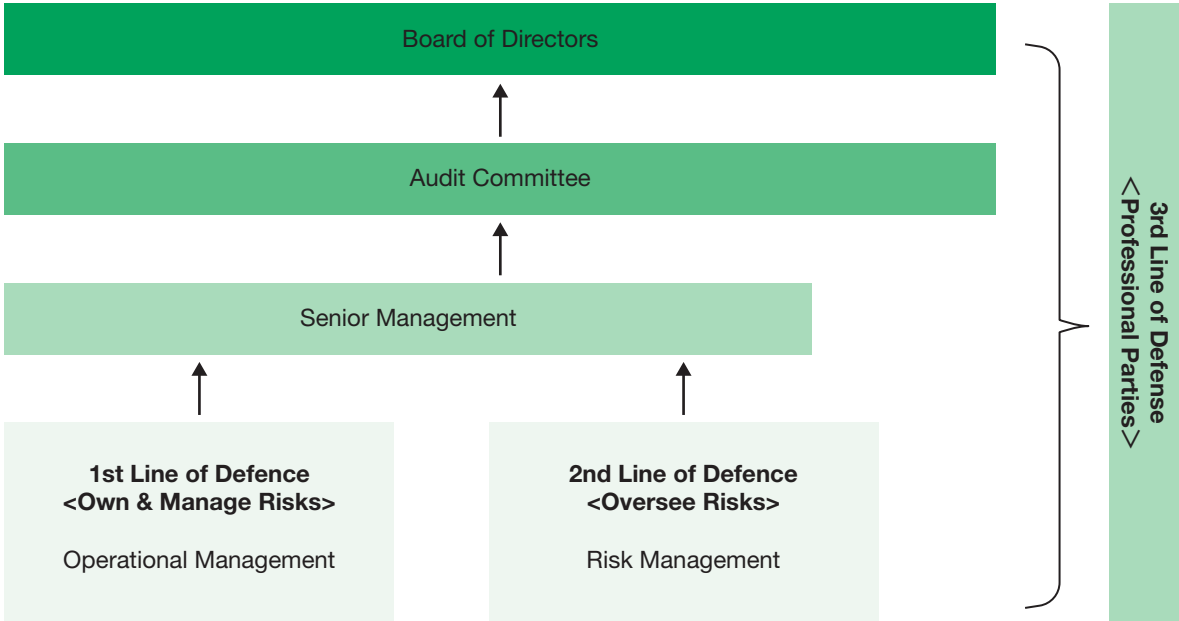 Board of Directors
Audit Committee
Senior Management
1st Line of Defence
<Own & Manage Risks>
Operational Management
2nd Line of Defence
<Oversee Risks>
Risk Management
3rd Line of Defense
<Professional Parties>